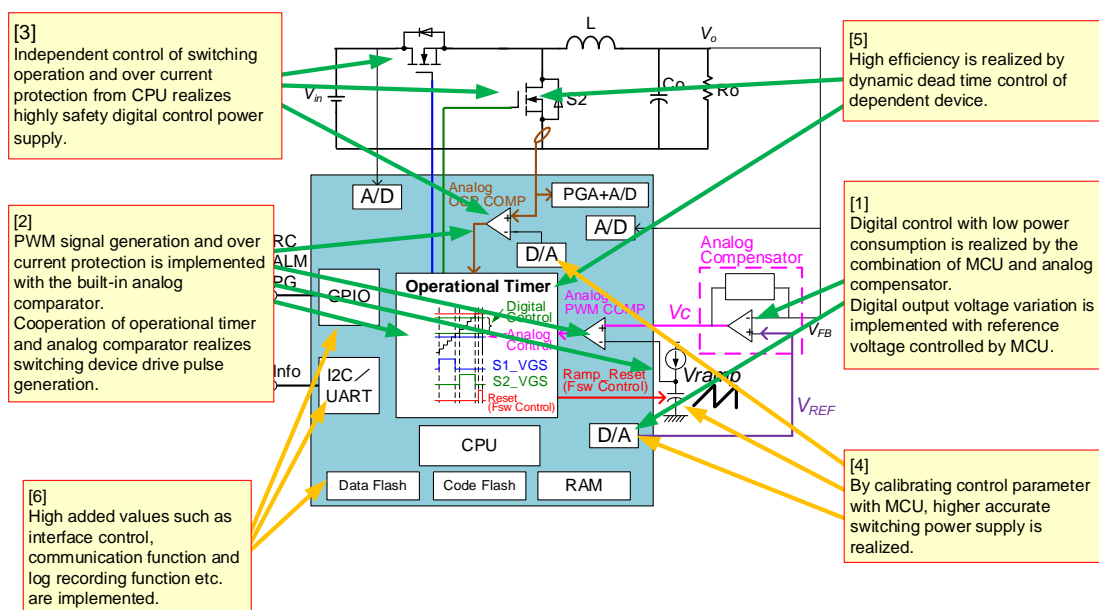 [3]
Independent control of switching
operation and over current
protection from CPU realizes
highly safety digital control power
supply.
L
Vo
[5]
High efficiency is realized by
dynamic dead time control of
dependent device.
Vin
S2
Co
Ro
[2]
PWM signal generation and over
current protection is implemented
with the built-in analog
comparator.
Cooperation of operational timer
and analog comparator realizes
switching device drive pulse
generation.
A/D
Analog
OCP COMP
PGA+A/D
A/D
D/A
RC
ALM
PG
GPIO
Info
I2C/
UART
Operational Timer
Digital
Control
Analog
Control
S1_VGS
S2_VGS
Reset
(Fsw Control)
Analog
PWM COMP
Vc
Analog
Compensator
VFB
Ramp_Reset
(Fsw Control)
Vramp
VREF
D/A
CPU
Data Flash
Code Flash
RAM
[1]
Digital control with low power
consumption is realized by the
combination of MCU and analog
compensator.
Digital output voltage variation is
implemented with reference
voltage controlled by MCU.
[4]
By calibrating control parameter
with MCU, higher accurate
switching power supply is
realized.
[6]
High added values such as
interface control,
communication function and
log recording function etc.
are implemented.